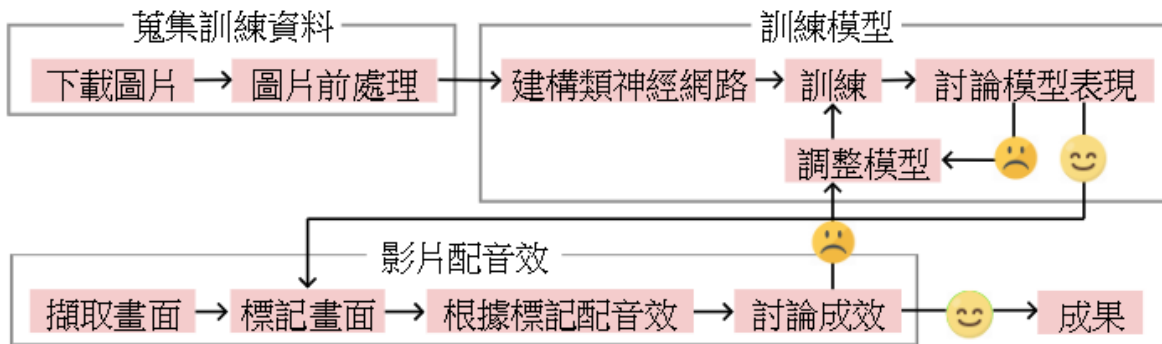 蒐集訓練資料
下載圖片
圖片前處理
訓練模型
建構類神經網路
訓練
討論模型表現
調整模型
影片配音效
擷取畫面
標記畫面
根據標記配音效
討論成效
成果